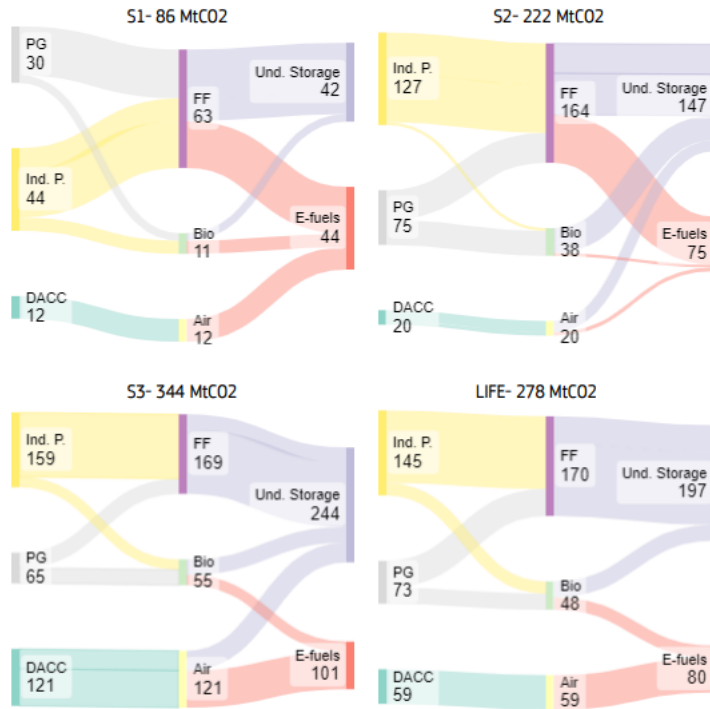 S1- 86 MtCO2
PG
30
FF
63
Und. Storage
42
Ind. P.
44
E-fuels
44
Bio
11
DACC
12
Air
12
S2- 222 MtCO2
Ind. P.
127
FF
164
Und. Storage
147
PG
75
Bio
38
E-fuels
75
DACC
20
Air
20
S3- 344 MtCO2
Ind. P.
159
FF
169
Und. Storage
244
PG
65
Bio
55
DACC
121
Air
121
E-fuels
101
LIFE- 278 MtCO2
Ind. P.
145
FF
170
Und. Storage
197
PG
73
Bio
48
DACC
59
Air
59
E-fuels
80